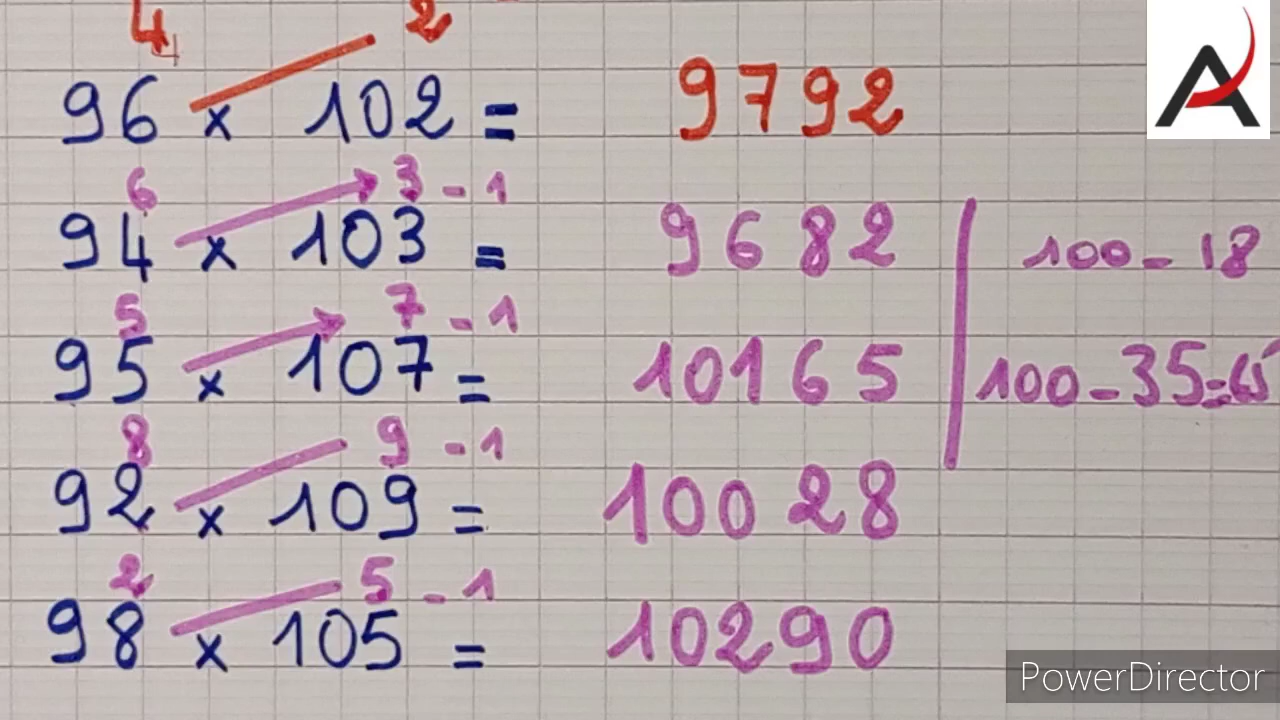 4 2
96 x 102 = 9792
6 3 - 1
94 x 103 = 9682 100 - 18
5 7 - 1
95 x 107 = 10165 100 - 35 = 65
8 9 - 1
92 x 109 = 10028
2 5 - 1
98 x 105 = 10290
PowerDirector